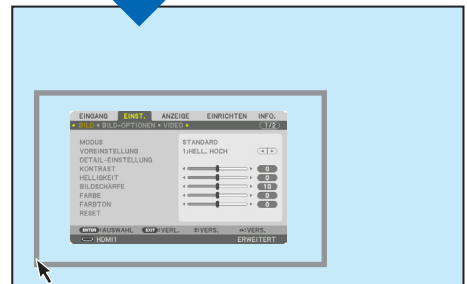 EINGANG EINST. ANZEIGE EINRICHTEN INFO.
• BILD • BILD-OPTIONEN • VIDEO • 1/2
MODUS STANDARD
VOREINSTELLUNG 1:HELL. HOCH
DETAIL-EINSTELLUNG
KONTRAST 0
HELLIGKEIT 0
BILDSCHÄRFE 10
FARBE 0
FARBTON 0
RESET
ENTER:AUSWAHL EXIT:VERL. ↕:VERS. ↔:VERS.
HDMI1 ERWEITERT